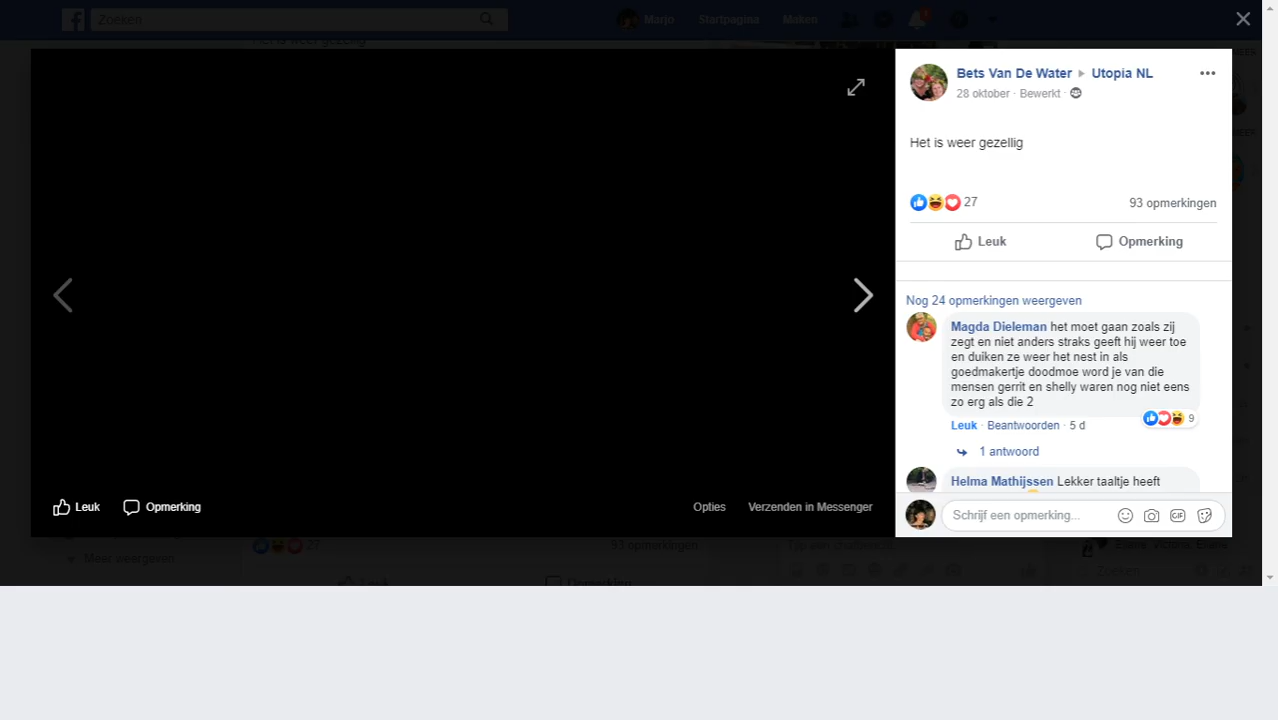 Zoeken
Marjo
Startpagina
Maken
Het is weer gezellig
Bets Van De Water ▸ Utopia NL
28 oktober · Bewerkt ·
Het is weer gezellig
27
93 opmerkingen
Leuk
Opmerking
Nog 24 opmerkingen weergeven
Magda Dieleman het moet gaan zoals zij
zegt en niet anders straks geeft hij weer toe
en duiken ze weer het nest in als
goedmakertje doodmoe word je van die
mensen gerrit en shelly waren nog niet eens
zo erg als die 2
9
Leuk · Beantwoorden · 5 d
1 antwoord
Helma Mathijssen Lekker taaltje heeft
Schrijf een opmerking...
GIF
Leuk
Opmerking
Opties
Verzenden in Messenger
Meer weergeven
93 opmerkingen
Leuk
Opmerking
Zoeken